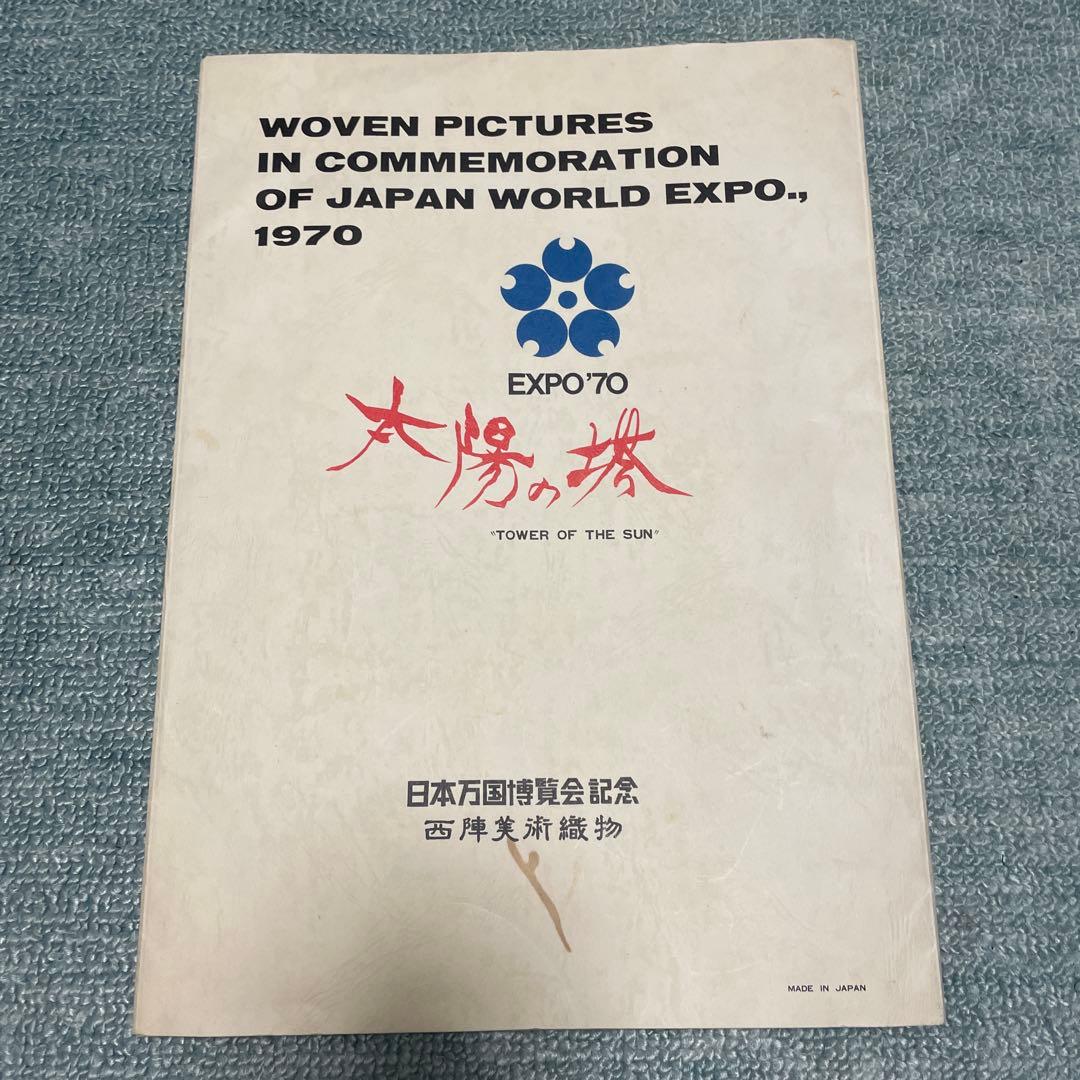 WOVEN PICTURES
IN COMMEMORATION
OF JAPAN WORLD EXPO.,
1970
EXPO'70
太陽の塔
"TOWER OF THE SUN"
日本万国博覧会記念
西陣美術織物
MADE IN JAPAN